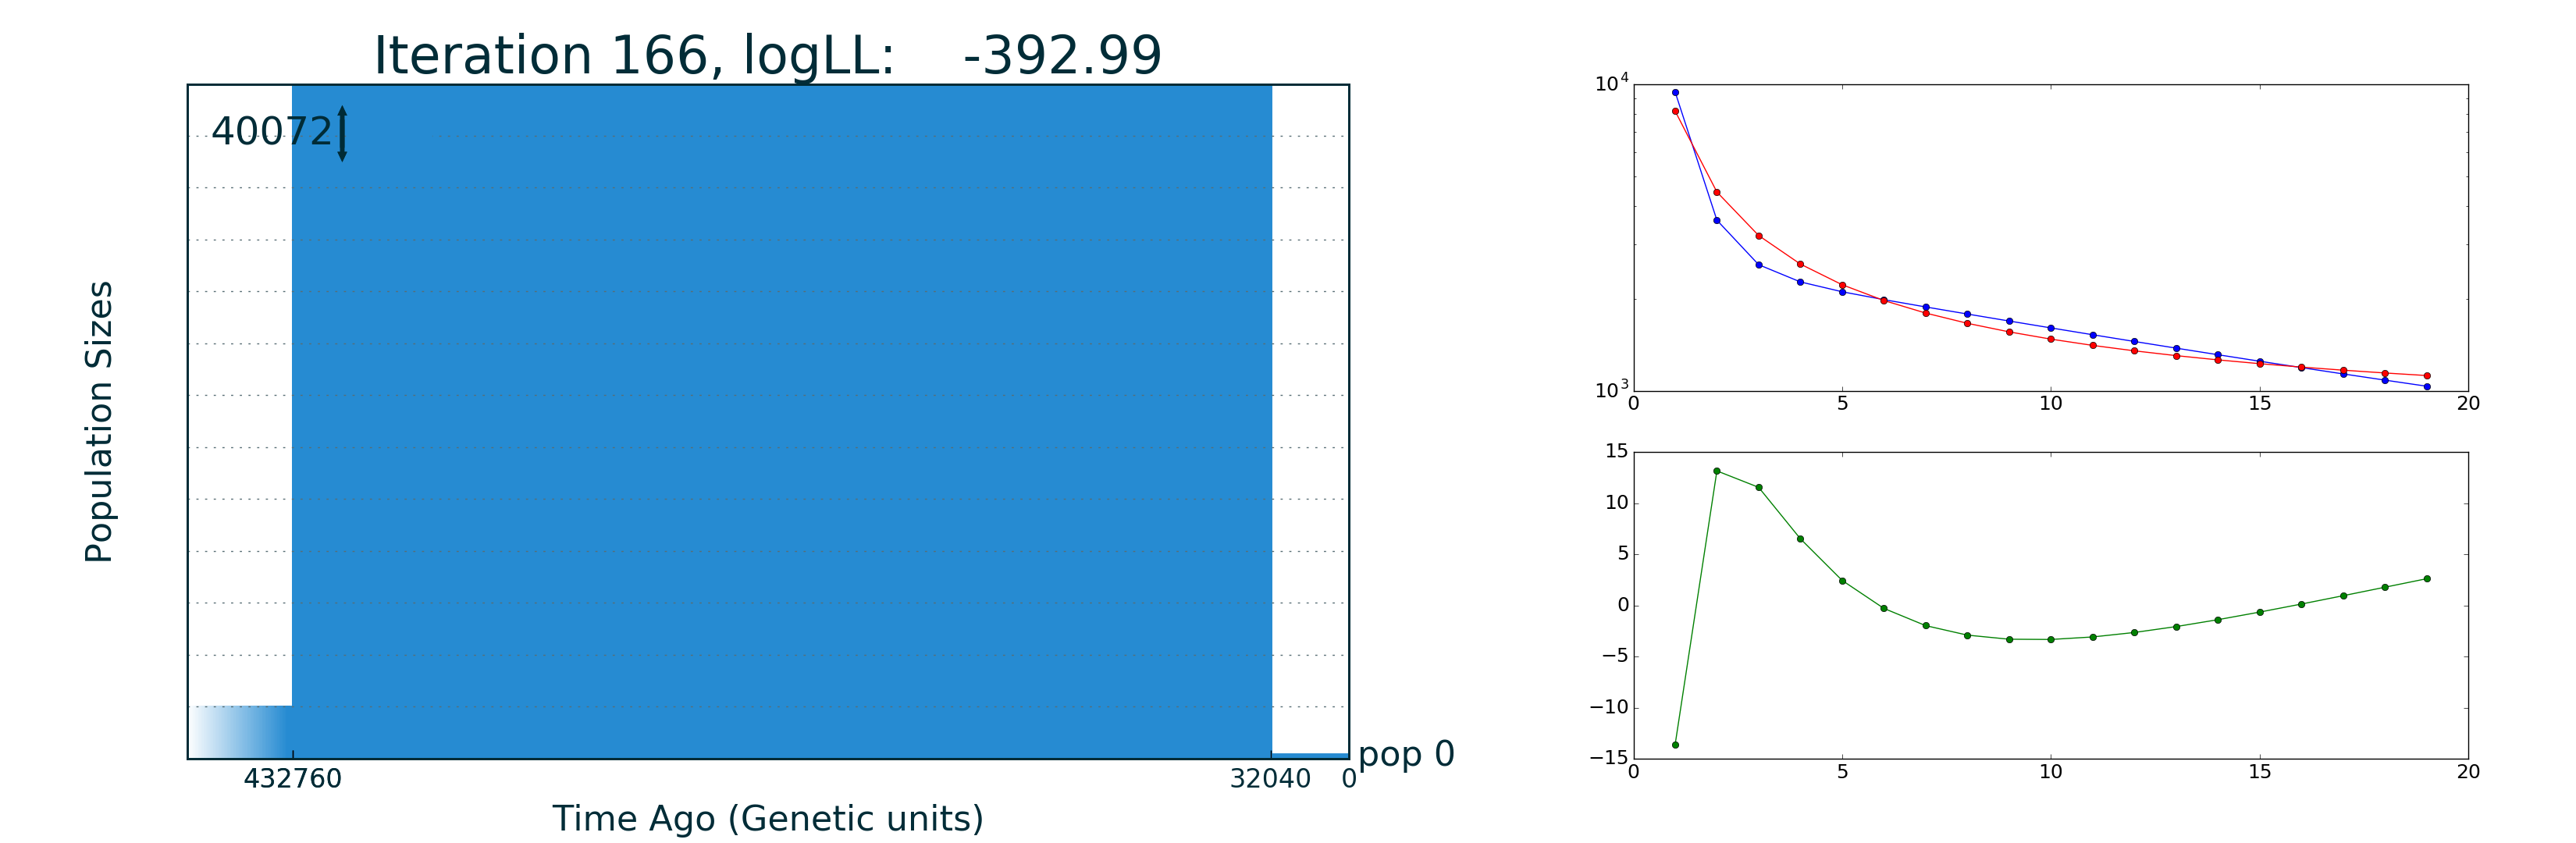 Iteration 166, logLL: -392.99
40072
Population Sizes
432760 32040 0
pop 0
Time Ago (Genetic units)
10^4
10^3
0 5 10 15 20
15
10
5
0
−5
−10
−15
0 5 10 15 20